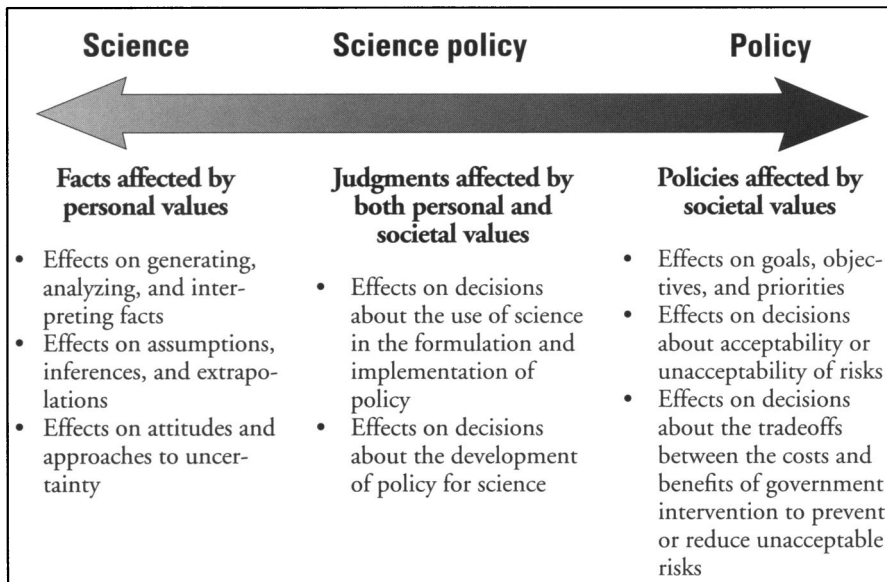 Science
Science policy
Policy
Facts affected by
personal values
• Effects on generating,
analyzing, and inter-
preting facts
• Effects on assumptions,
inferences, and extrapo-
lations
• Effects on attitudes and
approaches to uncer-
tainty
Judgments affected by
both personal and
societal values
• Effects on decisions
about the use of science
in the formulation and
implementation of
policy
• Effects on decisions
about the development
of policy for science
Policies affected by
societal values
• Effects on goals, objec-
tives, and priorities
• Effects on decisions
about acceptability or
unacceptability of risks
• Effects on decisions
about the tradeoffs
between the costs and
benefits of government
intervention to prevent
or reduce unacceptable
risks